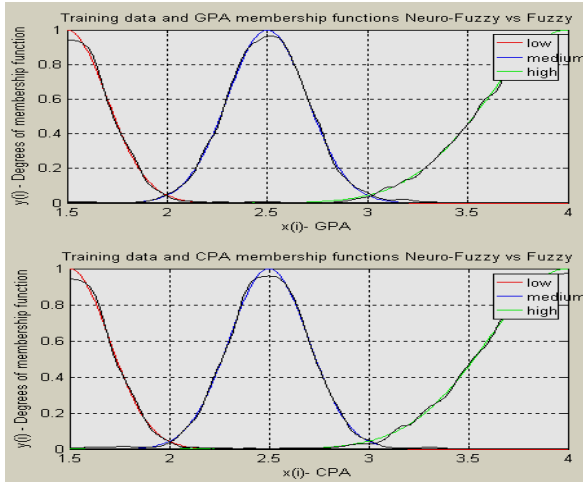 Training data and GPA membership functions Neuro-Fuzzy vs Fuzzy
y(i) - Degrees of membership function
1
0.8
0.6
0.4
0.2
0
low
medium
high
1.5 2 2.5 3 3.5 4
x(i)- GPA
Training data and CPA membership functions Neuro-Fuzzy vs Fuzzy
y(i) - Degrees of membership function
1
0.8
0.6
0.4
0.2
0
low
medium
high
1.5 2 2.5 3 3.5 4
x(i)- CPA